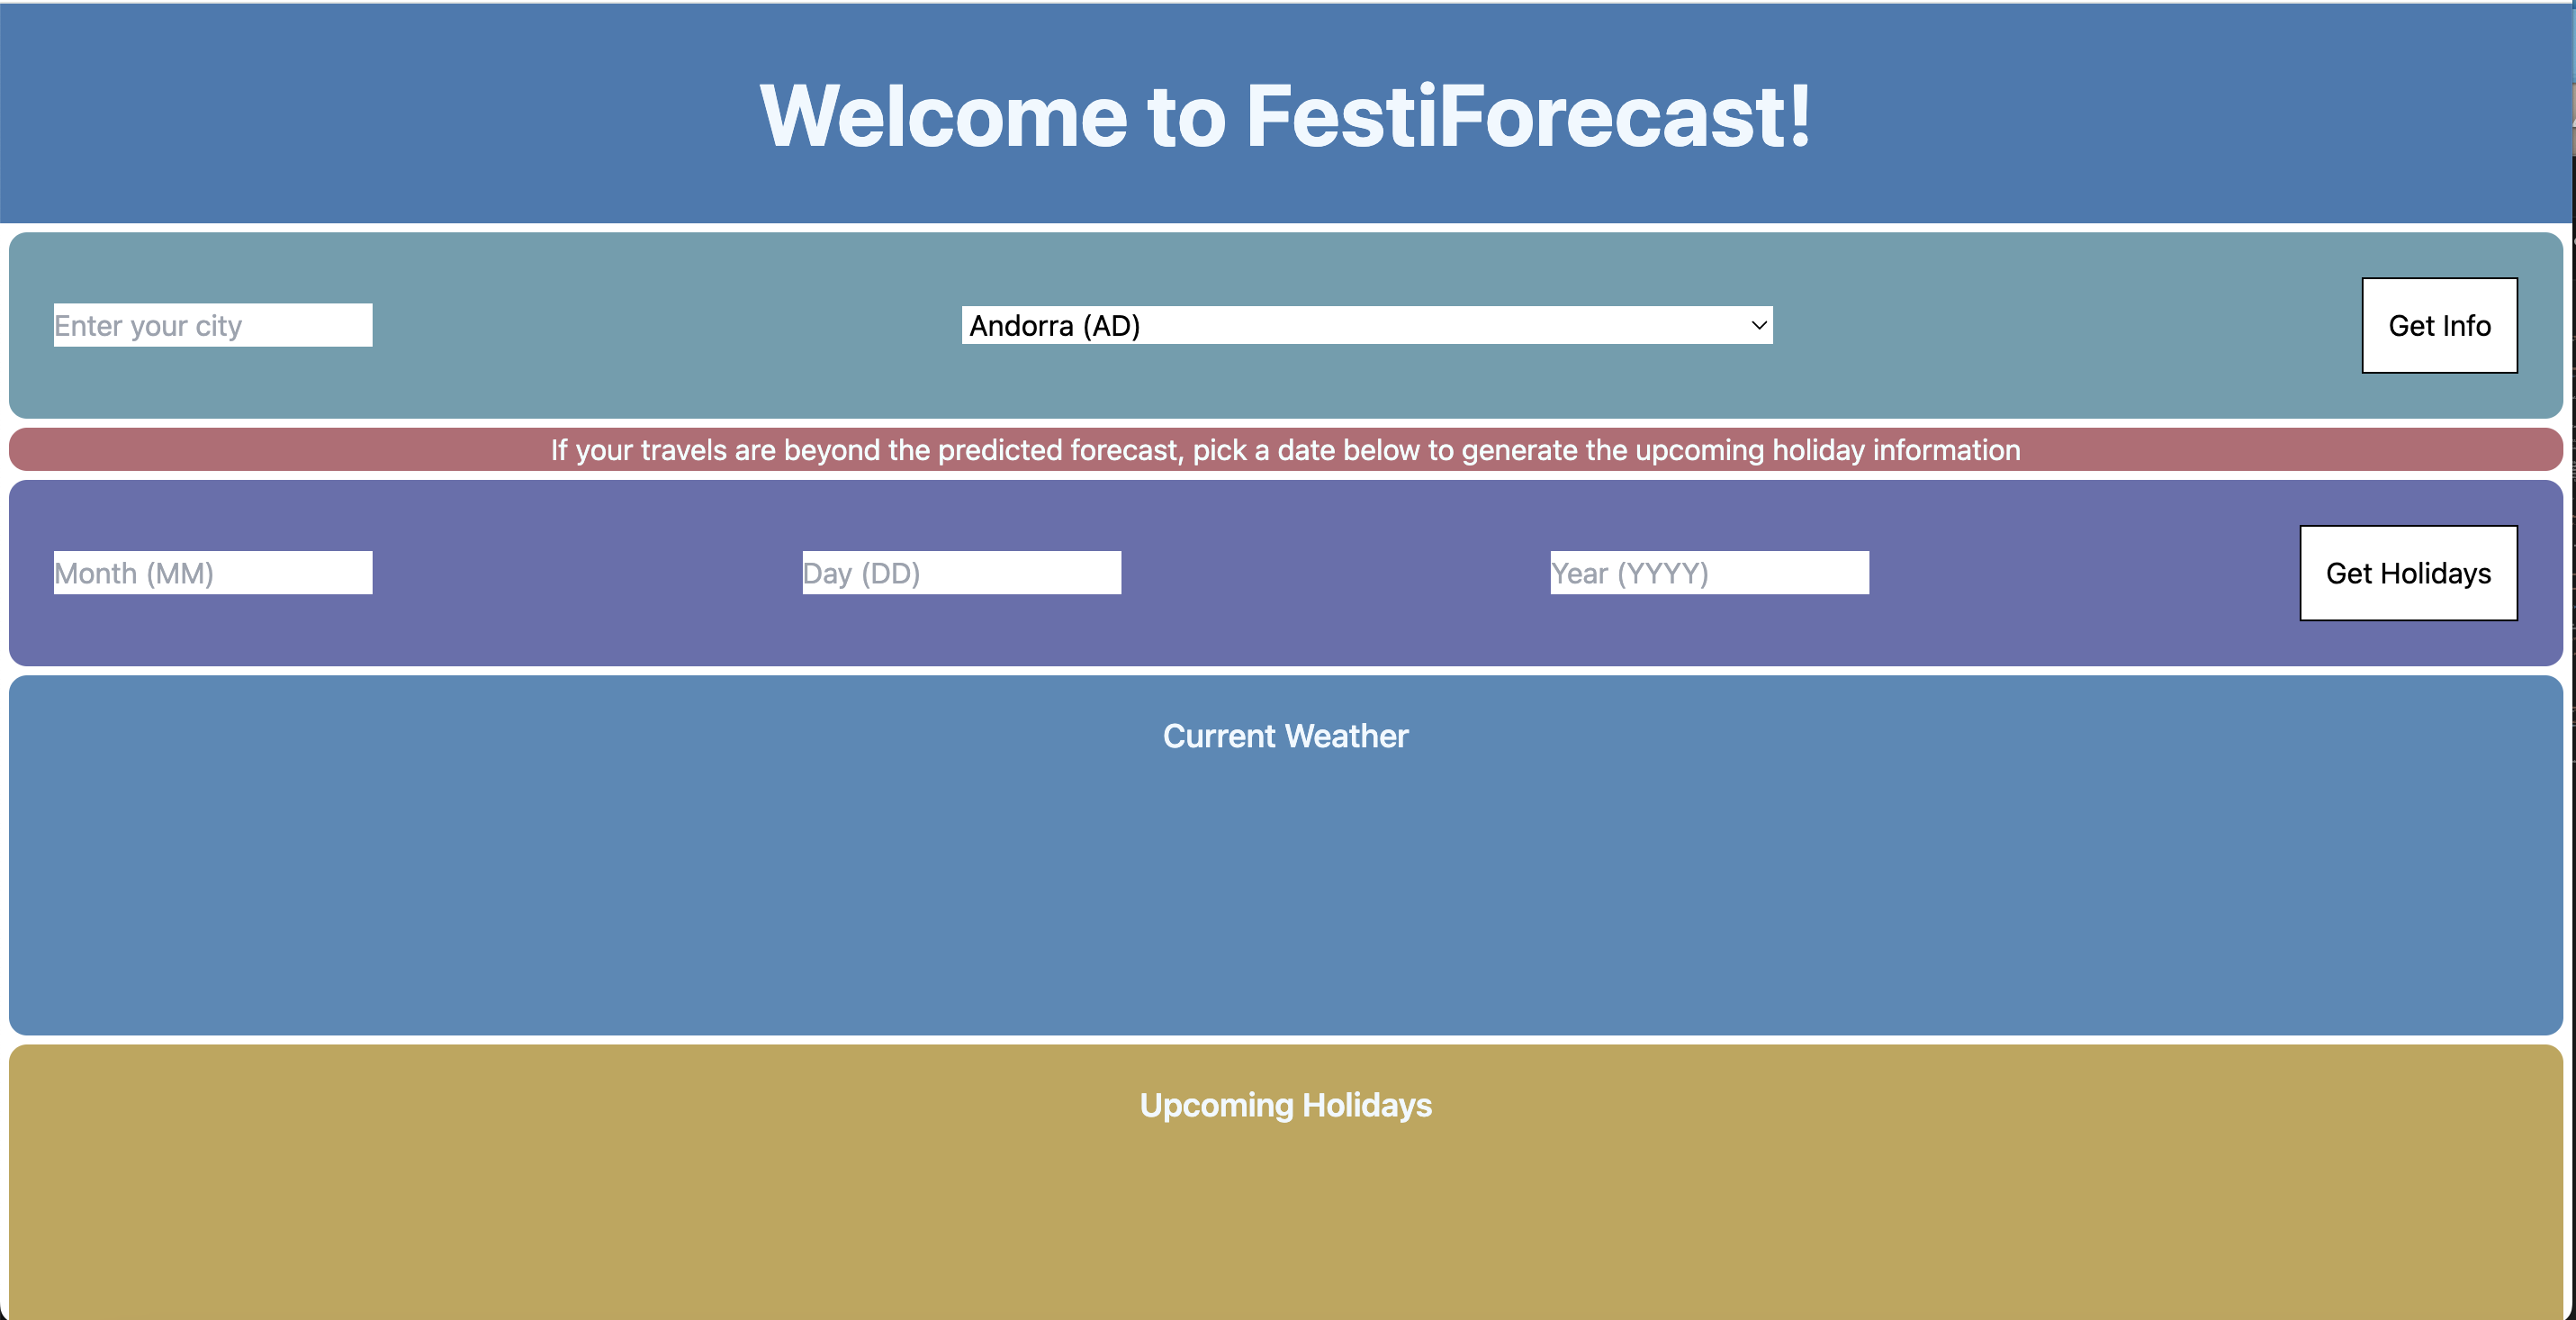 Welcome to FestiForecast!
Enter your city
Andorra (AD)
Get Info
If your travels are beyond the predicted forecast, pick a date below to generate the upcoming holiday information
Month (MM)
Day (DD)
Year (YYYY)
Get Holidays
Current Weather
Upcoming Holidays